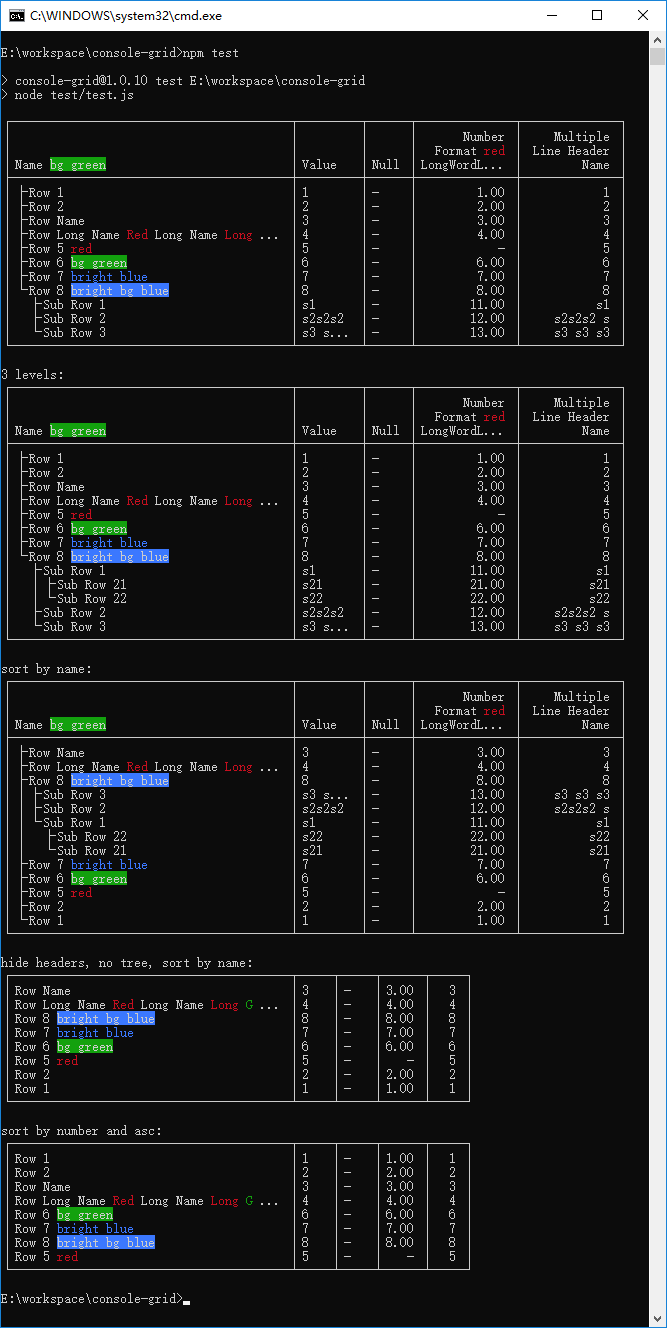 C:\WINDOWS\system32\cmd.exe
E:\workspace\console-grid>npm test
> console-grid@1.0.10 test E:\workspace\console-grid
> node test/test.js
Number Multiple
Format red Line Header
Name bg green Value Null LongWordL... Name
├Row 1 1 - 1.00 1
├Row 2 2 - 2.00 2
├Row Name 3 - 3.00 3
├Row Long Name Red Long Name Long ... 4 - 4.00 4
├Row 5 red 5 - - 5
├Row 6 bg green 6 - 6.00 6
├Row 7 bright blue 7 - 7.00 7
└Row 8 bright bg blue 8 - 8.00 8
├Sub Row 1 s1 - 11.00 s1
├Sub Row 2 s2s2s2 - 12.00 s2s2s2 s
└Sub Row 3 s3 s... - 13.00 s3 s3 s3
3 levels:
Number Multiple
Format red Line Header
Name bg green Value Null LongWordL... Name
├Row 1 1 - 1.00 1
├Row 2 2 - 2.00 2
├Row Name 3 - 3.00 3
├Row Long Name Red Long Name Long ... 4 - 4.00 4
├Row 5 red 5 - - 5
├Row 6 bg green 6 - 6.00 6
├Row 7 bright blue 7 - 7.00 7
└Row 8 bright bg blue 8 - 8.00 8
├Sub Row 1 s1 - 11.00 s1
├Sub Row 21 s21 - 21.00 s21
└Sub Row 22 s22 - 22.00 s22
├Sub Row 2 s2s2s2 - 12.00 s2s2s2 s
└Sub Row 3 s3 s... - 13.00 s3 s3 s3
sort by name:
Number Multiple
Format red Line Header
Name bg green Value Null LongWordL... Name
├Row Name 3 - 3.00 3
├Row Long Name Red Long Name Long ... 4 - 4.00 4
├Row 8 bright bg blue 8 - 8.00 8
├Sub Row 3 s3 s... - 13.00 s3 s3 s3
├Sub Row 2 s2s2s2 - 12.00 s2s2s2 s
└Sub Row 1 s1 - 11.00 s1
├Sub Row 22 s22 - 22.00 s22
└Sub Row 21 s21 - 21.00 s21
├Row 7 bright blue 7 - 7.00 7
├Row 6 bg green 6 - 6.00 6
├Row 5 red 5 - - 5
├Row 2 2 - 2.00 2
└Row 1 1 - 1.00 1
hide headers, no tree, sort by name:
Row Name 3 - 3.00 3
Row Long Name Red Long Name Long G ... 4 - 4.00 4
Row 8 bright bg blue 8 - 8.00 8
Row 7 bright blue 7 - 7.00 7
Row 6 bg green 6 - 6.00 6
Row 5 red 5 - - 5
Row 2 2 - 2.00 2
Row 1 1 - 1.00 1
sort by number and asc:
Row 1 1 - 1.00 1
Row 2 2 - 2.00 2
Row Name 3 - 3.00 3
Row Long Name Red Long Name Long G ... 4 - 4.00 4
Row 6 bg green 6 - 6.00 6
Row 7 bright blue 7 - 7.00 7
Row 8 bright bg blue 8 - 8.00 8
Row 5 red 5 - - 5
E:\workspace\console-grid>